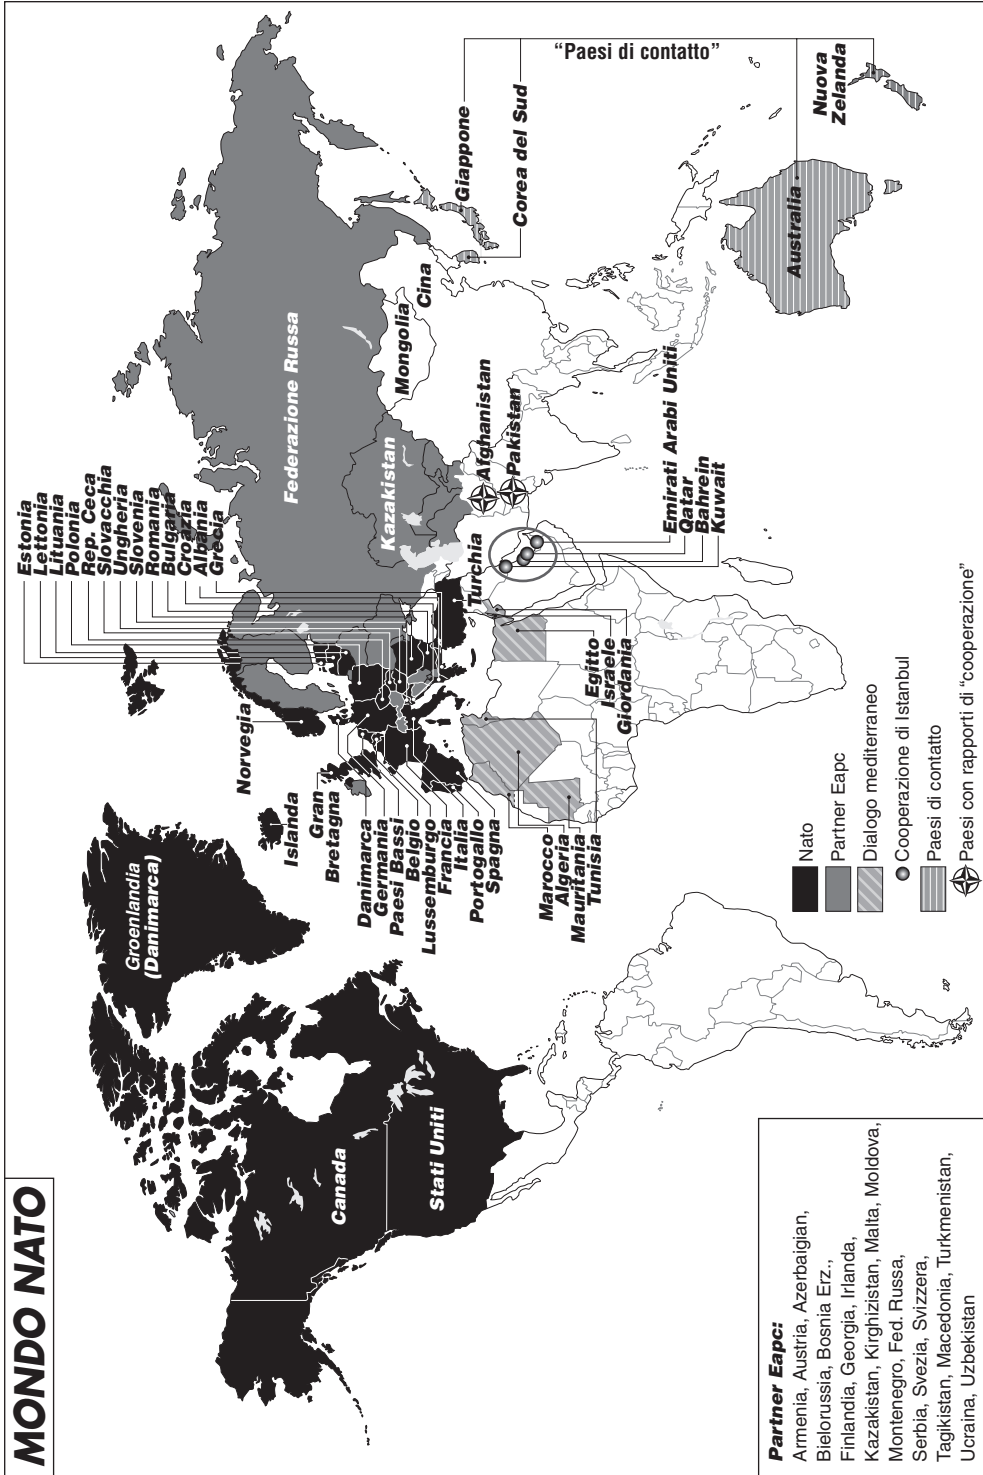 MONDO NATO
Groenlandia
(Danimarca)
Canada
Stati Uniti
Islanda
Norvegia
Gran
Bretagna
Danimarca
Germania
Paesi Bassi
Belgio
Lussemburgo
Francia
Italia
Portogallo
Spagna
Estonia
Lettonia
Lituania
Polonia
Rep. Ceca
Slovacchia
Ungheria
Slovenia
Romania
Bulgaria
Croazia
Albania
Grecia
Turchia
Federazione Russa
Kazakistan
Mongolia
Cina
Afghanistan
Pakistan
Giappone
Corea del Sud
“Paesi di contatto”
Nuova
Zelanda
Australia
Emirati Arabi Uniti
Qatar
Bahrein
Kuwait
Egitto
Israele
Giordania
Marocco
Algeria
Mauritania
Tunisia
Nato
Partner Eapc
Dialogo mediterraneo
Cooperazione di Istanbul
Paesi di contatto
Paesi con rapporti di “cooperazione”
Partner Eapc:
Armenia, Austria, Azerbaigian,
Bielorussia, Bosnia Erz.,
Finlandia, Georgia, Irlanda,
Kazakistan, Kirghizistan, Malta, Moldova,
Montenegro, Fed. Russa,
Serbia, Svezia, Svizzera,
Tagikistan, Macedonia, Turkmenistan,
Ucraina, Uzbekistan